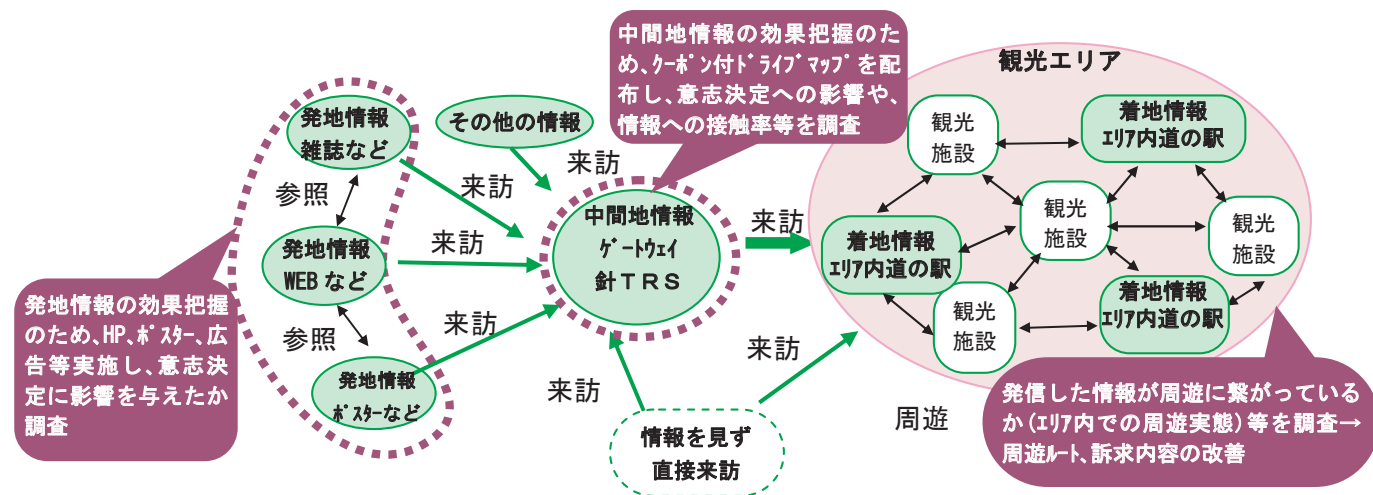 中間地情報の効果把握のた
め、ｸｰﾎﾟﾝ付ﾄﾞﾗｲﾌﾞﾏｯﾌﾟを配
布し、意志決定への影響や、
情報への接触率等を調査
観光エリア
発地情報
雑誌など
その他の情報
観光
施設
着地情報
ｴﾘｱ内道の駅
来訪
来訪
参照
中間地情報
ｹﾞｰﾄｳｪｲ
針ＴＲＳ
来訪
観光
施設
観光
施設
発地情報
WEBなど
来訪
着地情報
ｴﾘｱ内道の駅
発地情報の効果把握
のため、HP、ﾎﾟｽﾀｰ、広
告等実施し、意志決
定に影響を与えたか
調査
参照
来訪
観光
施設
着地情報
ｴﾘｱ内道の駅
発地情報
ﾎﾟｽﾀｰなど
来訪
来訪
周遊
情報を見ず
直接来訪
発信した情報が周遊に繋がっている
か（ｴﾘｱ内での周遊実態）等を調査→
周遊ﾙｰﾄ、訴求内容の改善